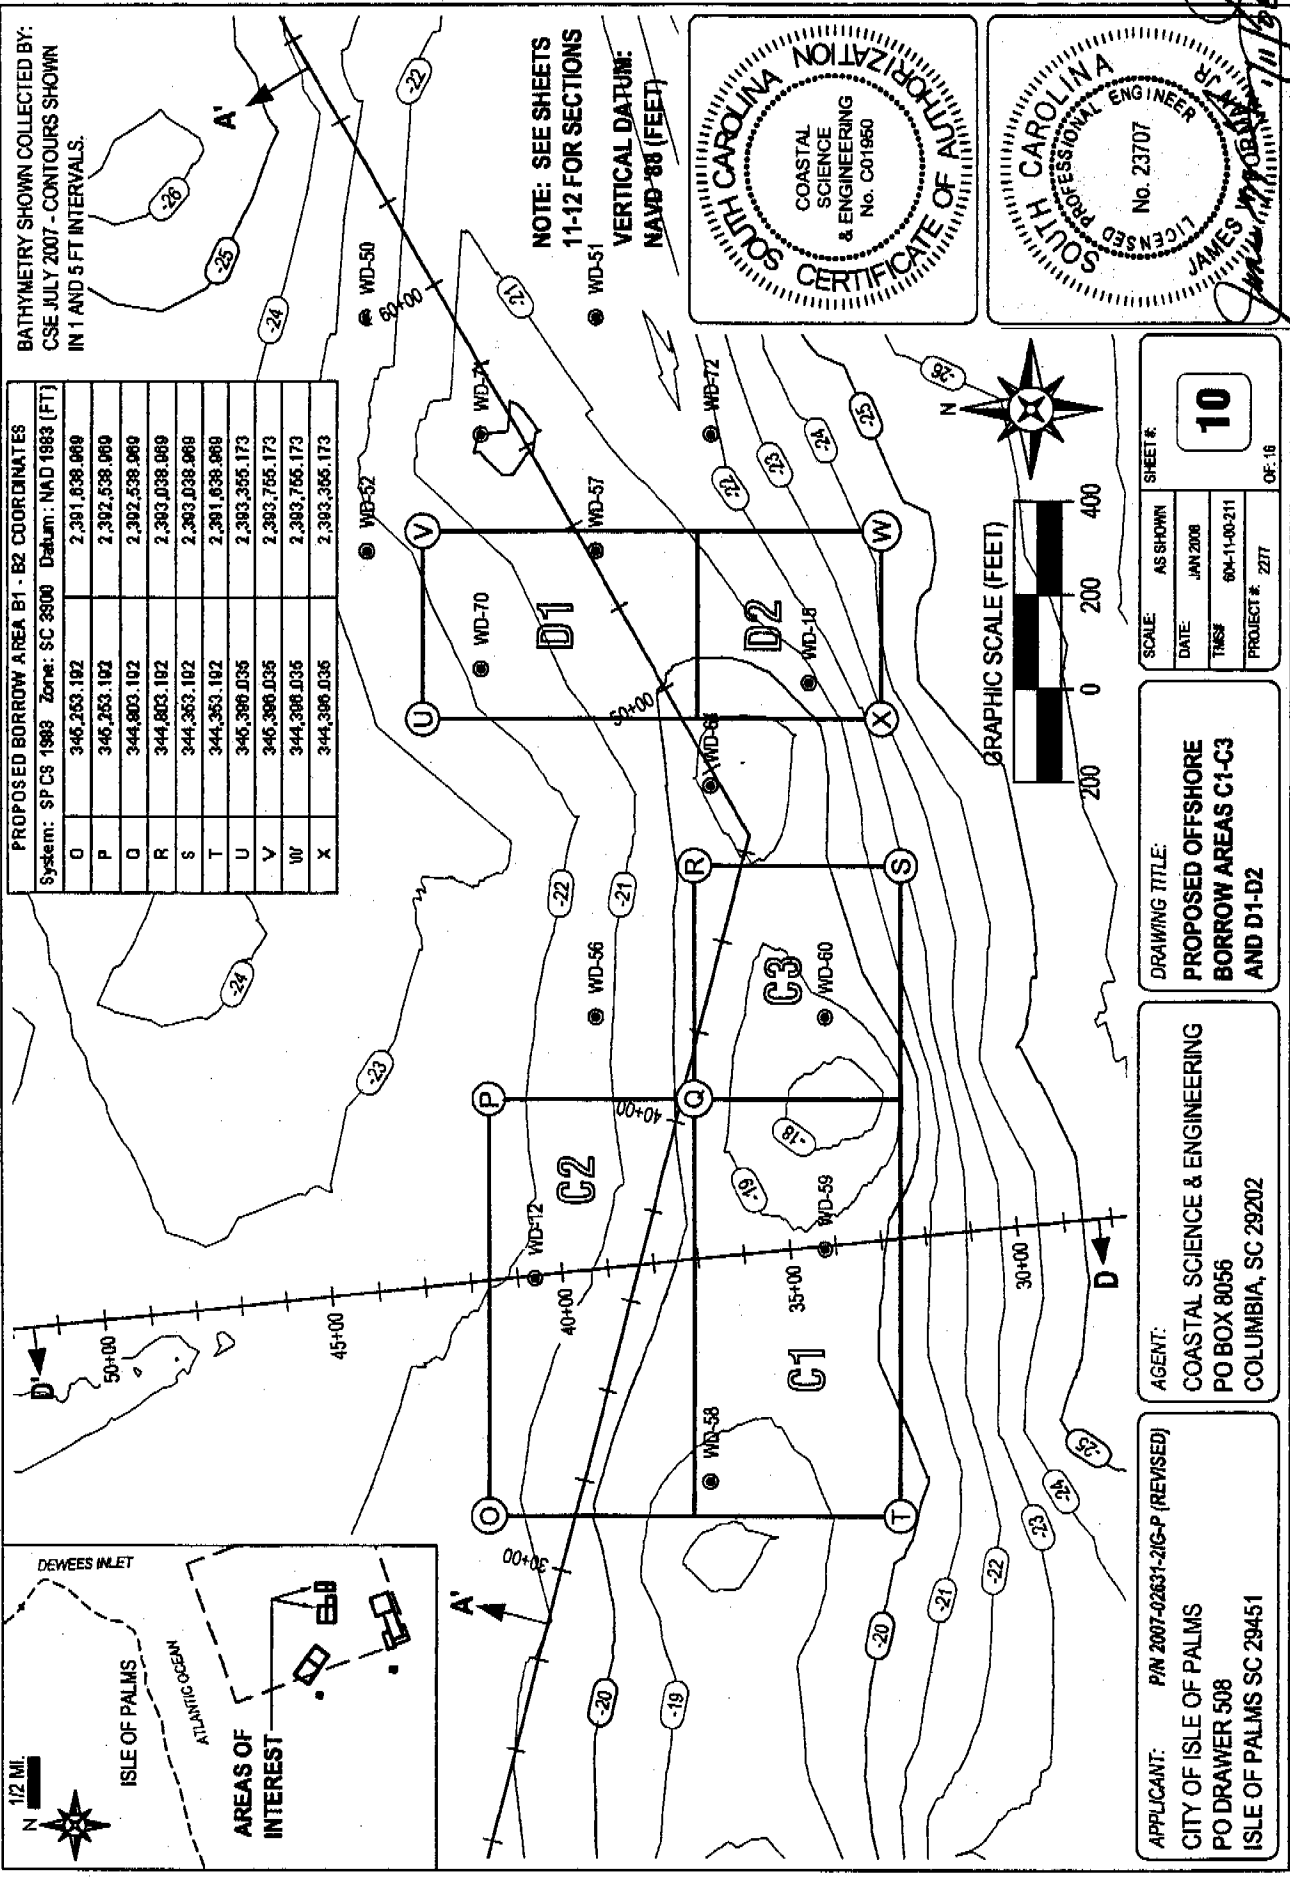 BATHYMETRY SHOWN COLLECTED BY:
CSE JULY 2007 - CONTOURS SHOWN
IN 1 AND 5 FT INTERVALS.
PROPOSED BORROW AREA B1 - B2 COORDINATES
System: SPCS 1983 Zone: SC 3900 Datum: NAD 1983 (FT)
O 345,253.192 2,391,638.969
P 345,253.192 2,392,538.969
Q 344,803.192 2,392,538.969
R 344,803.192 2,393,038.969
S 344,353.192 2,393,038.969
T 344,353.192 2,391,638.969
U 345,396.035 2,393,355.173
V 345,396.035 2,393,755.173
W 344,396.035 2,393,755.173
X 344,396.035 2,393,355.173
NOTE: SEE SHEETS
11-12 FOR SECTIONS
VERTICAL DATUM:
NAVD '88 (FEET)
1/2 MI.
N
ISLE OF PALMS
DEWEES INLET
ATLANTIC OCEAN
AREAS OF
INTEREST
D'
50+00
45+00
40+00
35+00
30+00
D
A'
30+00
40+00
50+00
60+00
A'
-24
-23
-22
-21
-20
-19
-19
-18
-20
-21
-22
-23
-24
-25
-22
-23
-24
-25
-26
-21
-22
-24
-25
-26
O
P
Q
R
S
T
U
V
W
X
C1
C2
C3
D1
D2
WD-12
WD-56
WD-58
WD-59
WD-60
WD-70
WD-52
WD-50
WD-71
WD-57
WD-51
WD-72
N
GRAPHIC SCALE (FEET)
200 0 200 400
SOUTH CAROLINA
CERTIFICATE OF AUTHORIZATION
COASTAL
SCIENCE
& ENGINEERING
No. C01950
SOUTH CAROLINA
LICENSED PROFESSIONAL ENGINEER
No. 23707
JAMES
JR
APPLICANT: P/N 2007-02631-2IG-P (REVISED)
CITY OF ISLE OF PALMS
PO DRAWER 508
ISLE OF PALMS SC 29451
AGENT:
COASTAL SCIENCE & ENGINEERING
PO BOX 8056
COLUMBIA, SC 29202
DRAWING TITLE:
PROPOSED OFFSHORE
BORROW AREAS C1-C3
AND D1-D2
SCALE: AS SHOWN
DATE: JAN 2008
TMS# 604-11-00-211
PROJECT #: 2277
SHEET #:
10
OF: 16